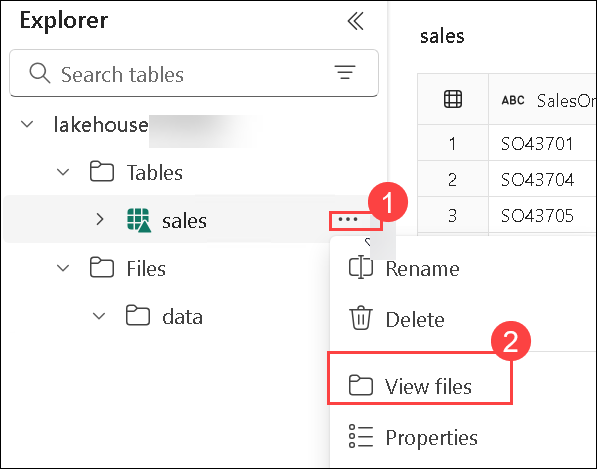 Explorer
Search tables
lakehouse
Tables
sales
Files
data
1
Rename
Delete
2
View files
Properties
sales
ABC SalesOr
1 SO43701
2 SO43704
3 SO43705